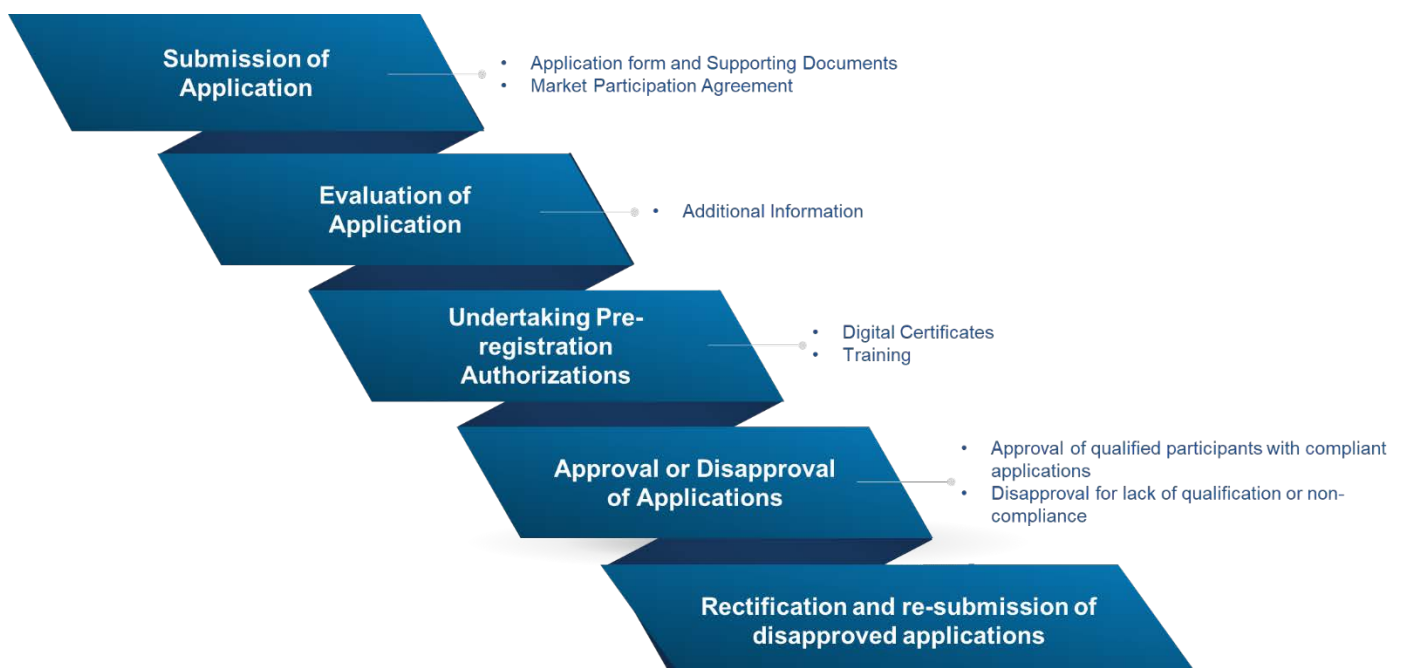 Submission of
Application
• Application form and Supporting Documents
• Market Participation Agreement
Evaluation of
Application
• Additional Information
Undertaking Pre-
registration
Authorizations
• Digital Certificates
• Training
Approval or Disapproval
of Applications
• Approval of qualified participants with compliant
applications
• Disapproval for lack of qualification or non-
compliance
Rectification and re-submission of
disapproved applications